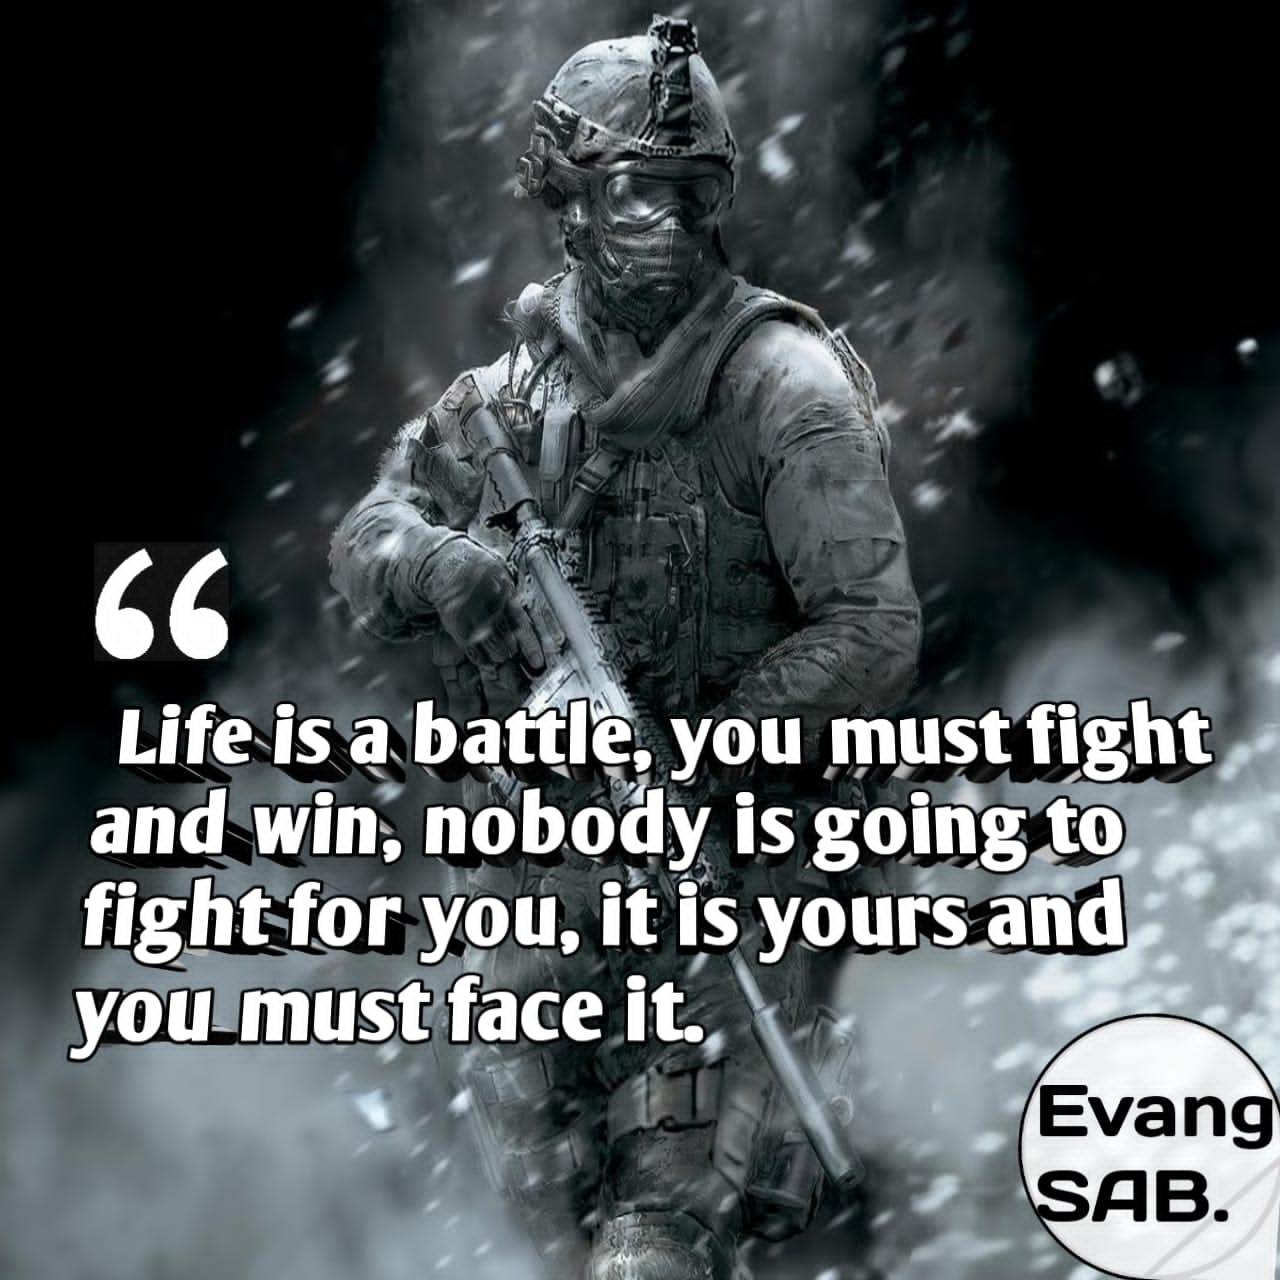 “
Life is a battle, you must fight
and win, nobody is going to
fight for you, it is yours and
you must face it.
Evang
SAB.